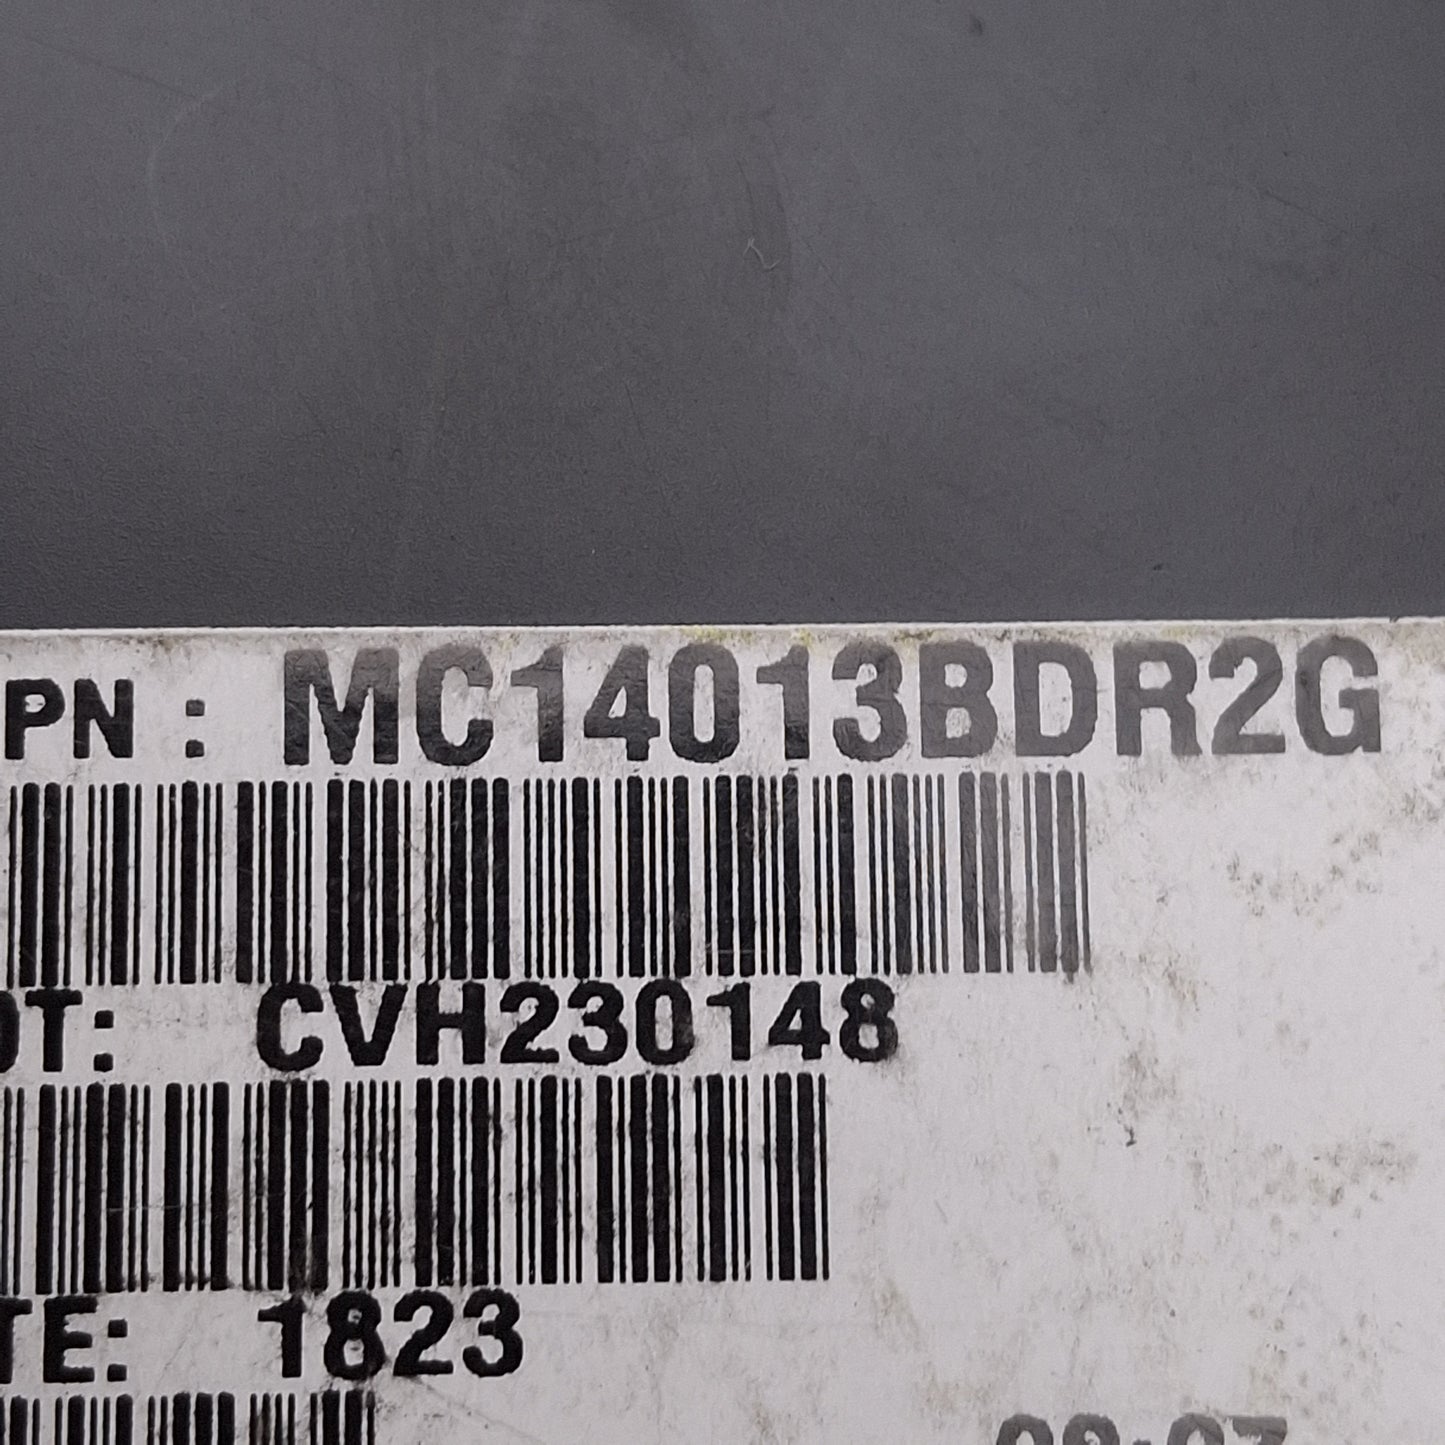 PN : MC14013BDR2G
OT: CVH230148
TE: 1823